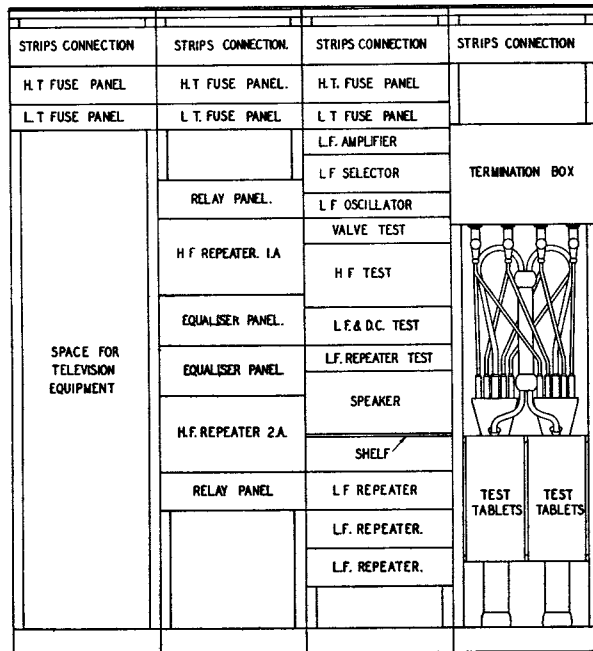 STRIPS CONNECTION
H.T FUSE PANEL
L.T FUSE PANEL
SPACE FOR
TELEVISION
EQUIPMENT
STRIPS CONNECTION.
H.T FUSE PANEL.
L T. FUSE PANEL
RELAY PANEL.
H F REPEATER. 1.A
EQUALISER PANEL.
EQUALISER PANEL
H.F. REPEATER 2.A.
RELAY PANEL
STRIPS CONNECTION
H.T. FUSE PANEL
L T FUSE PANEL
L.F. AMPLIFIER
L F SELECTOR
L F OSCILLATOR
VALVE TEST
H F TEST
L F. & D.C. TEST
L.F. REPEATER TEST
SPEAKER
SHELF
L F REPEATER
L.F. REPEATER.
L.F. REPEATER.
STRIPS CONNECTION
TERMINATION BOX
TEST
TABLETS
TEST
TABLETS